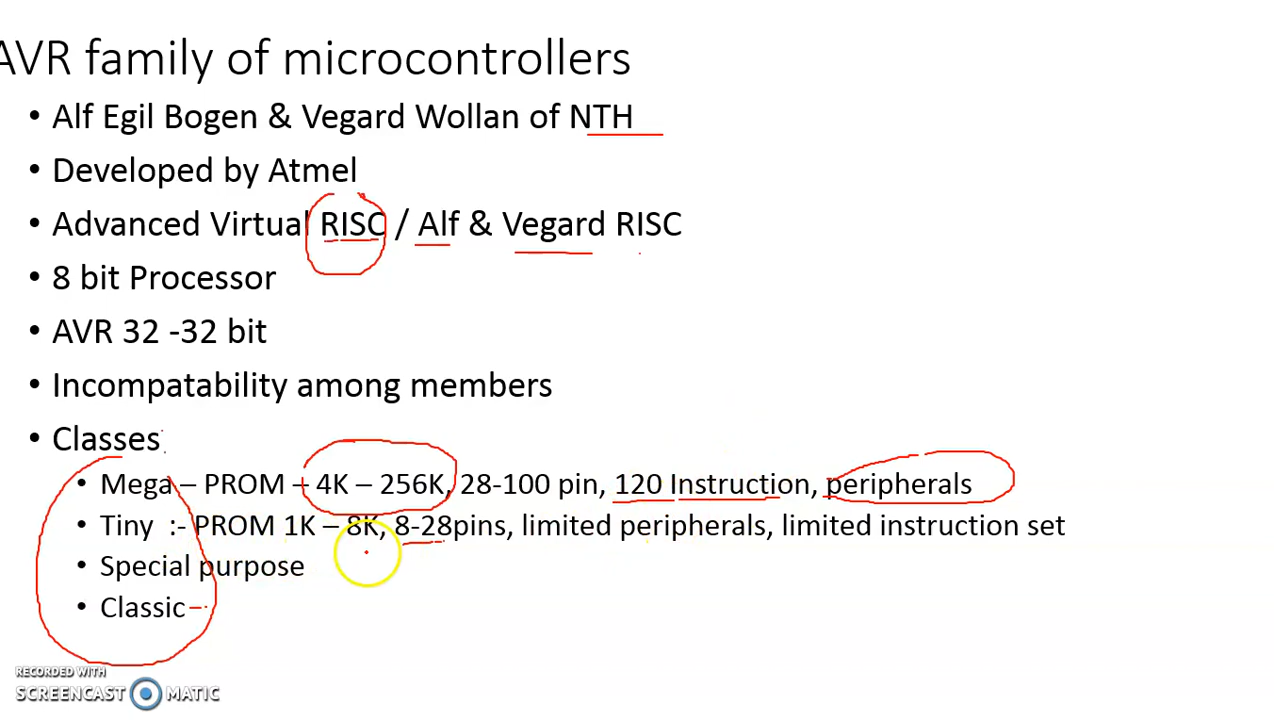 AVR family of microcontrollers
• Alf Egil Bogen & Vegard Wollan of NTH
• Developed by Atmel
• Advanced Virtual RISC / Alf & Vegard RISC
• 8 bit Processor
• AVR 32 -32 bit
• Incompatability among members
• Classes
• Mega – PROM – 4K – 256K, 28-100 pin, 120 Instruction, peripherals
• Tiny :- PROM 1K – 8K, 8-28pins, limited peripherals, limited instruction set
• Special purpose
• Classic
RECORDED WITH
SCREENCAST MATIC